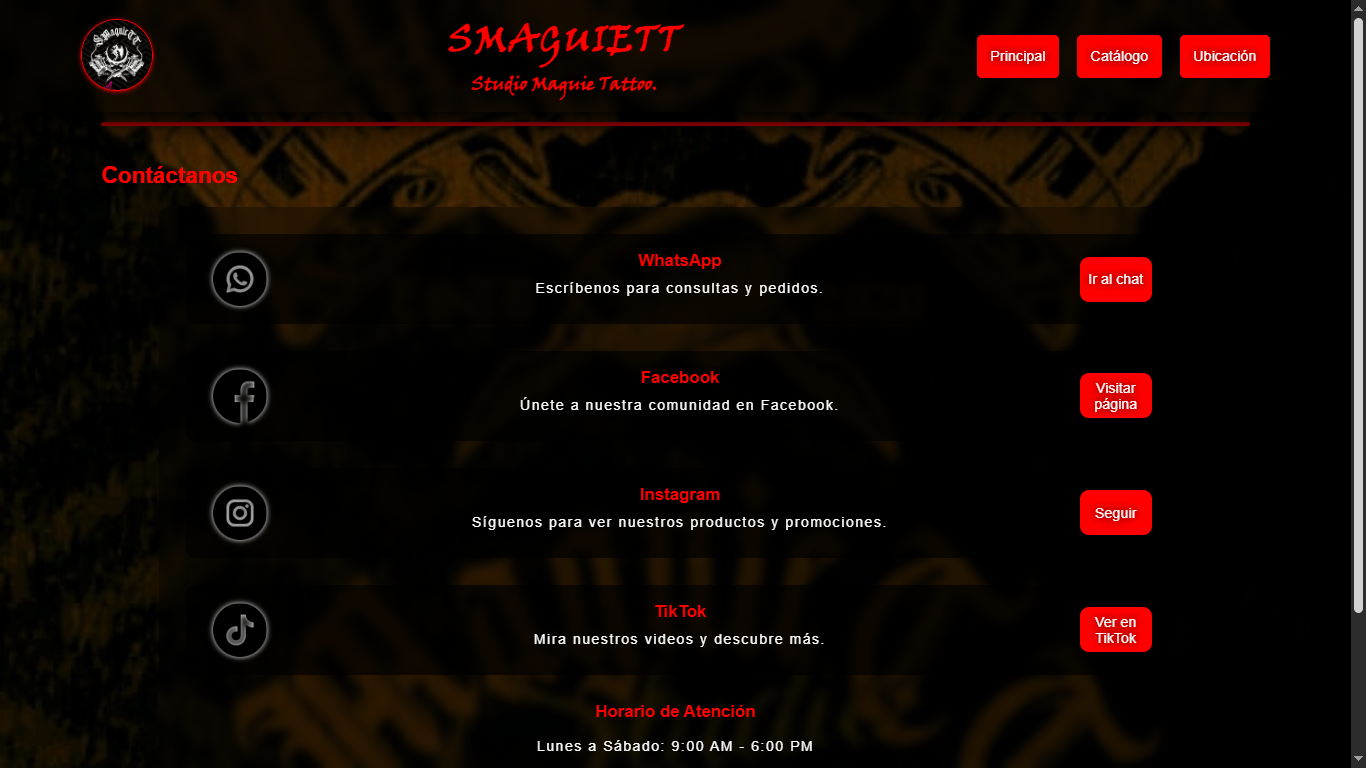 SMAGUIETT
Studio Maguie Tattoo.
Principal
Catálogo
Ubicación
Contáctanos
WhatsApp
Escríbenos para consultas y pedidos.
Ir al chat
Facebook
Únete a nuestra comunidad en Facebook.
Visitar
página
Instagram
Síguenos para ver nuestros productos y promociones.
Seguir
TikTok
Mira nuestros videos y descubre más.
Ver en
TikTok
Horario de Atención
Lunes a Sábado: 9:00 AM - 6:00 PM